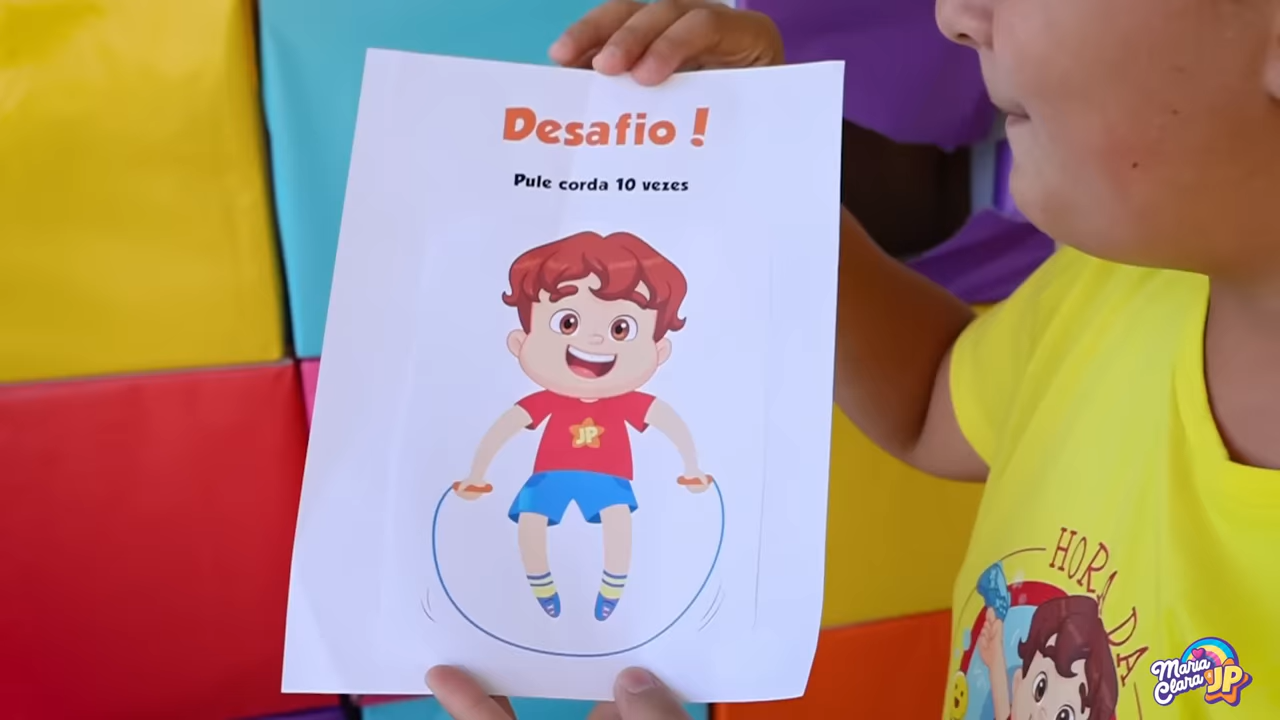 Desafio !
Pule corda 10 vezes
JP
HORA DA
Maria
Clara JP